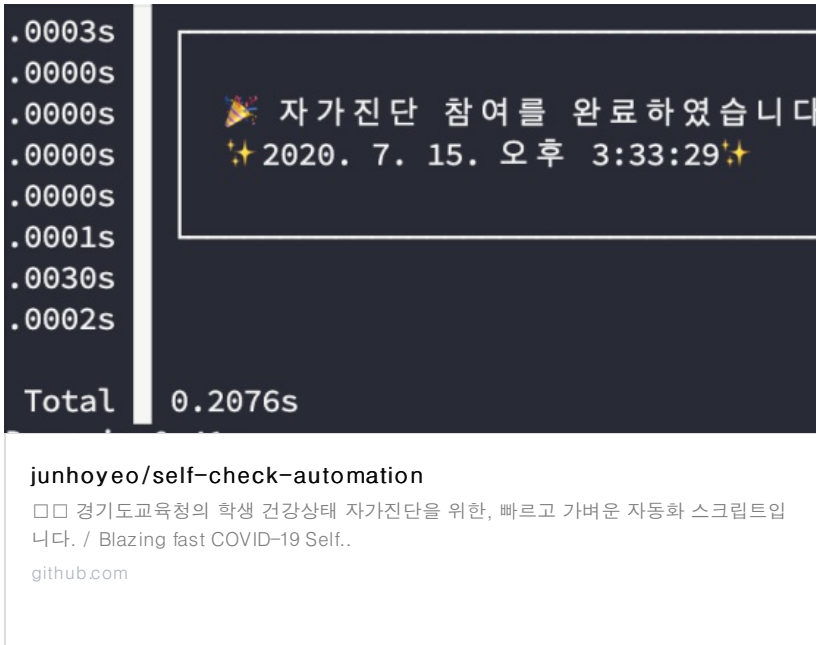 .0003s
.0000s
.0000s
.0000s
.0000s
.0001s
.0030s
.0002s
Total 0.2076s
🎉 자가진단 참여를 완료하였습니다
✨2020. 7. 15. 오후 3:33:29✨
junhoyeo/self-check-automation
□□ 경기도교육청의 학생 건강상태 자가진단을 위한, 빠르고 가벼운 자동화 스크립트입
니다. / Blazing fast COVID-19 Self..
github.com